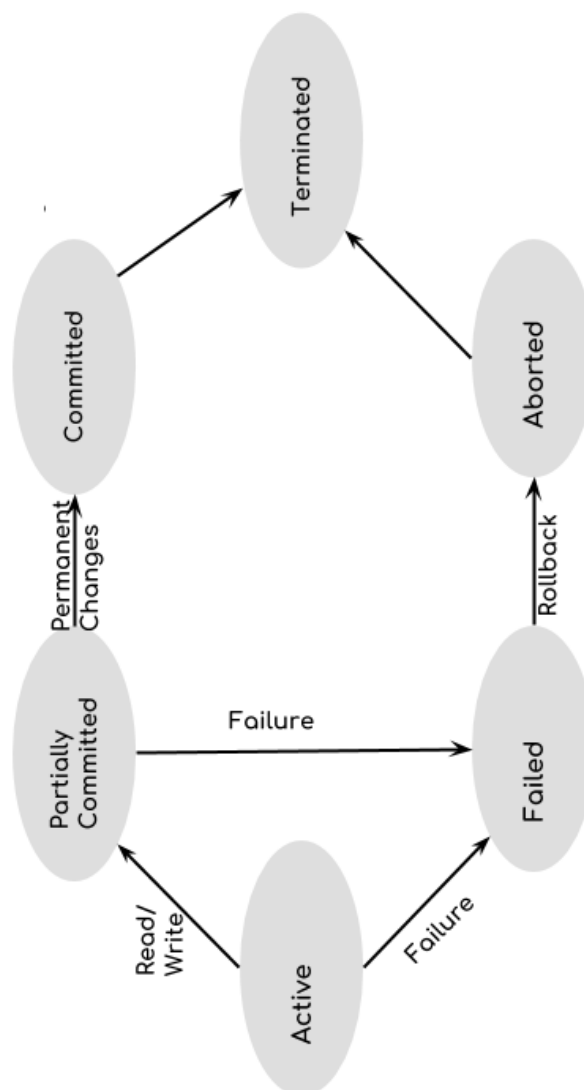 Read/
Write
Partially
Committed
Permanent
Changes
Committed
Active
Failure
Failure
Terminated
Failed
Rollback
Aborted